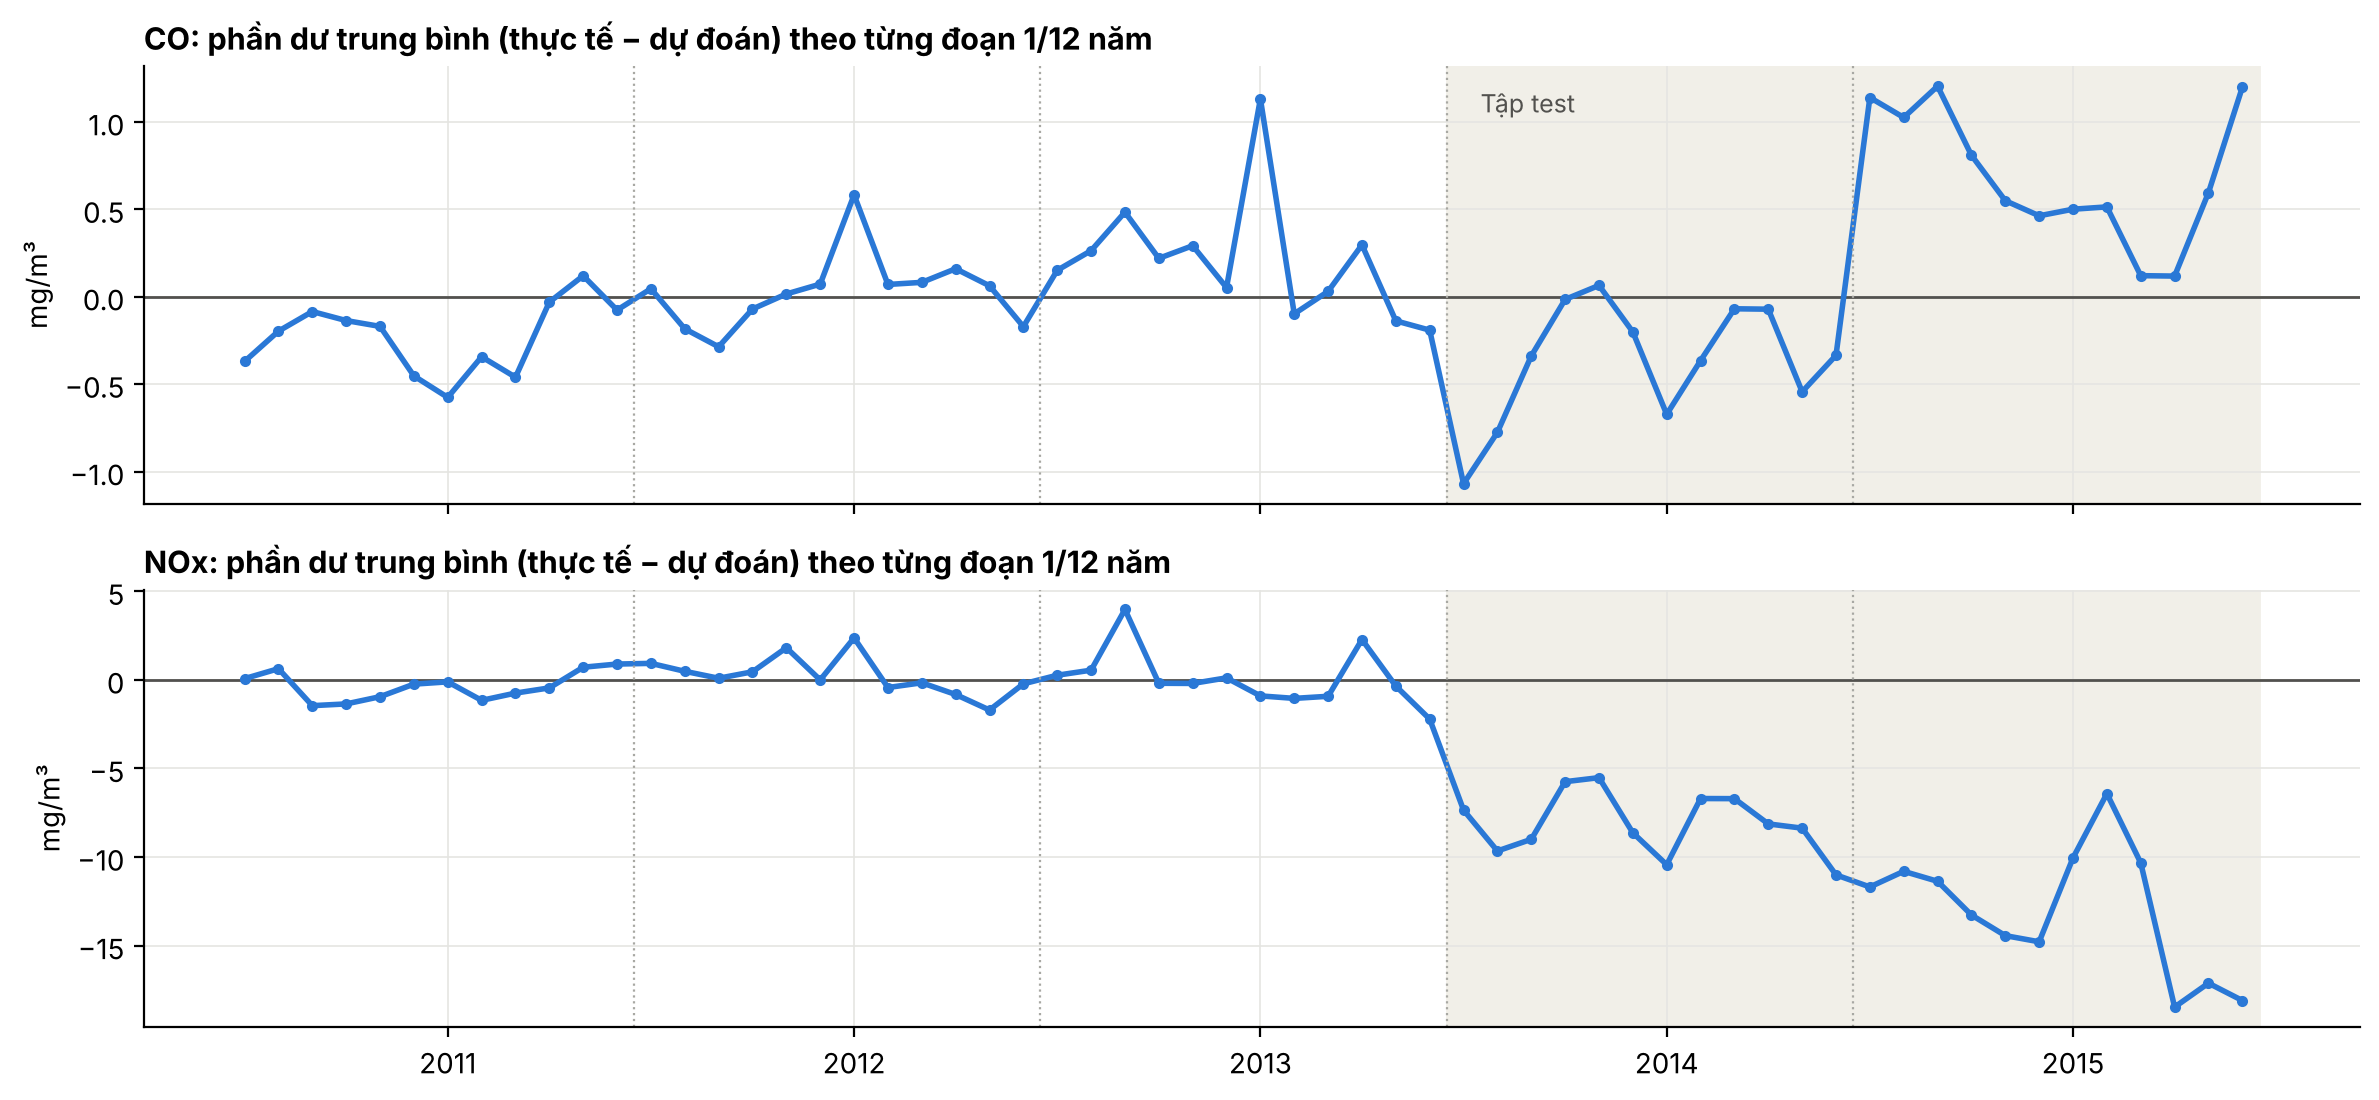 CO: phần dư trung bình (thực tế − dự đoán) theo từng đoạn 1/12 năm
Tập test
1.0
0.5
0.0
−0.5
−1.0
mg/m³
NOx: phần dư trung bình (thực tế − dự đoán) theo từng đoạn 1/12 năm
5
0
−5
−10
−15
mg/m³
2011 2012 2013 2014 2015